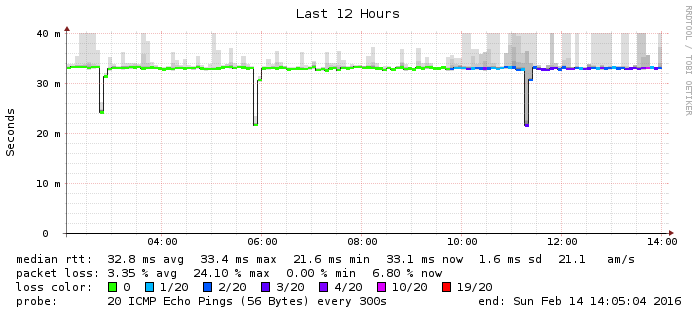 Last 12 Hours
RRDTOOL / TOBI OETIKER
Seconds
40 m
30 m
20 m
10 m
0
04:00 06:00 08:00 10:00 12:00 14:00
median rtt: 32.8 ms avg 33.4 ms max 21.6 ms min 33.1 ms now 1.6 ms sd 21.1 am/s
packet loss: 3.35 % avg 24.10 % max 0.00 % min 6.80 % now
loss color: 0 1/20 2/20 3/20 4/20 10/20 19/20
probe: 20 ICMP Echo Pings (56 Bytes) every 300s end: Sun Feb 14 14:05:04 2016